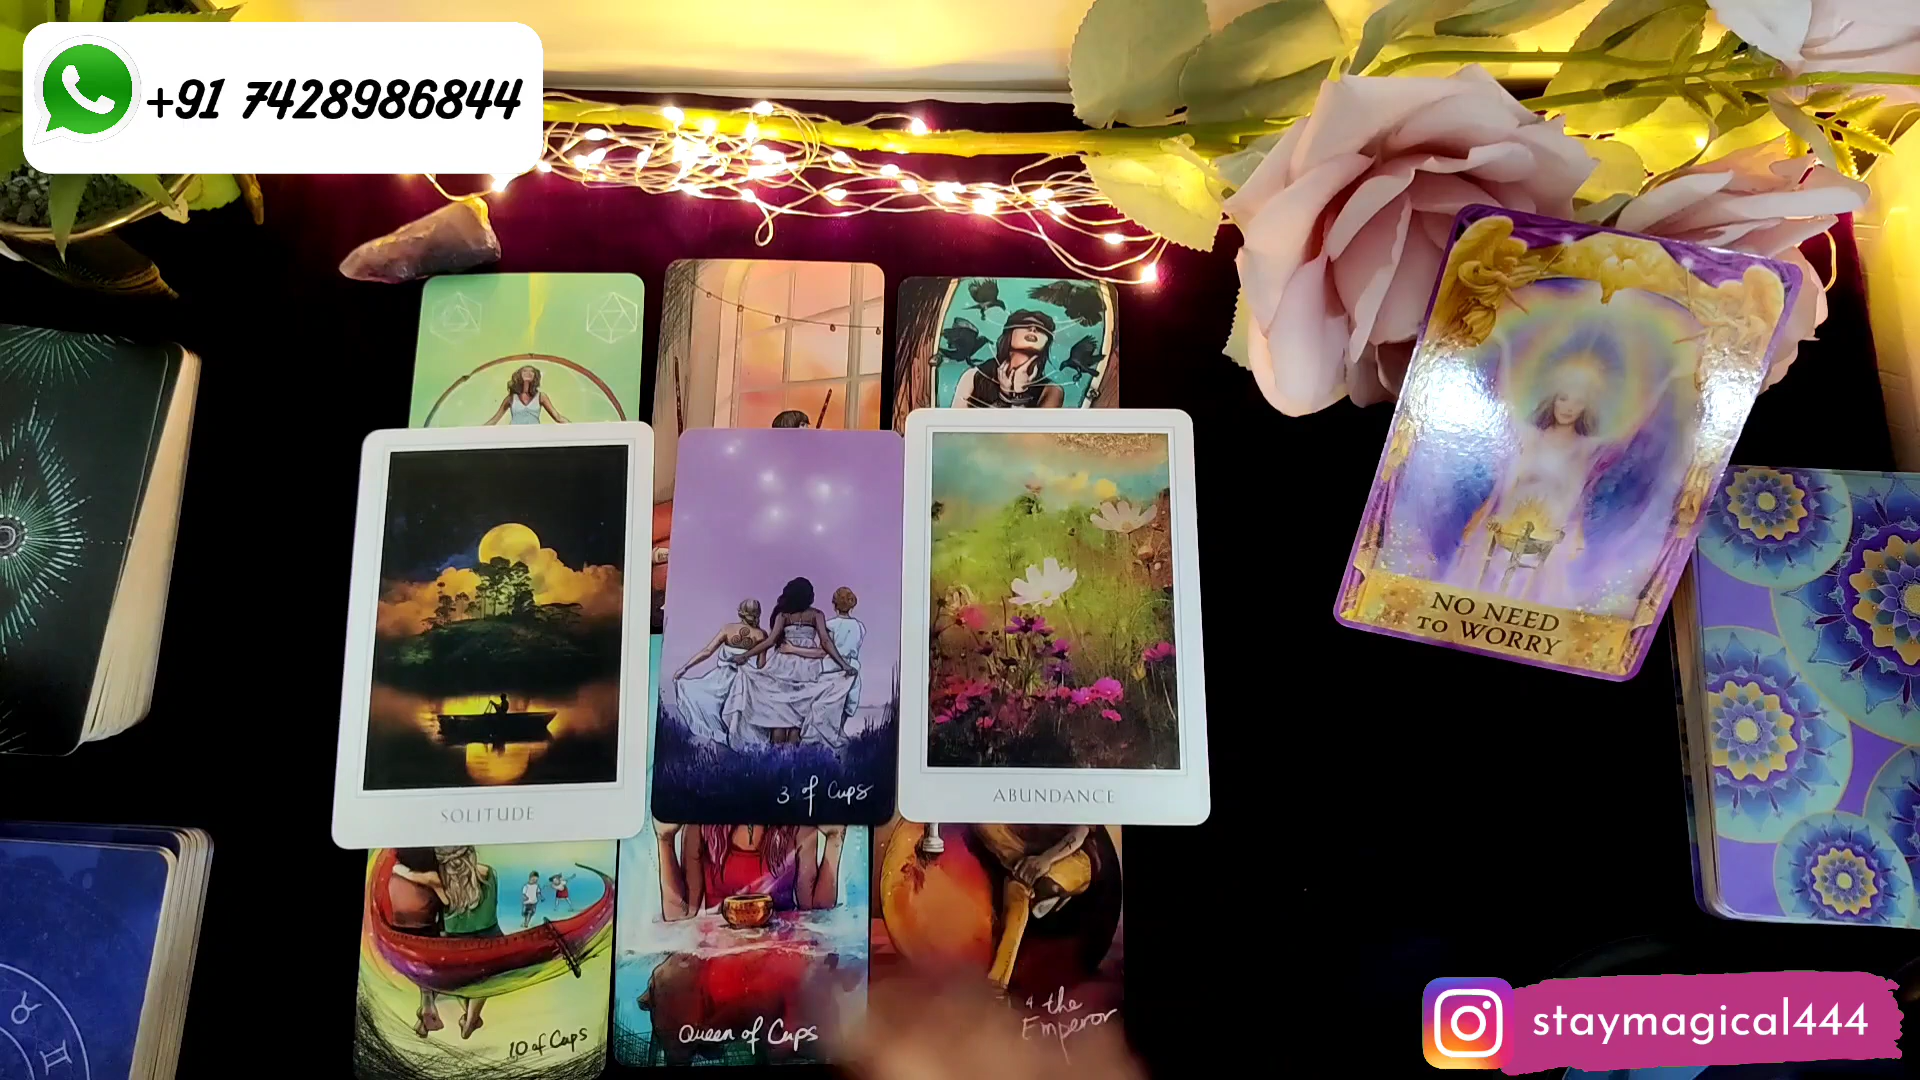 +91 7428986844
NO NEED
TO WORRY
3 of Cups
SOLITUDE
ABUNDANCE
10 of Cups
Queen of Cups
4 the
Emperor
staymagical444